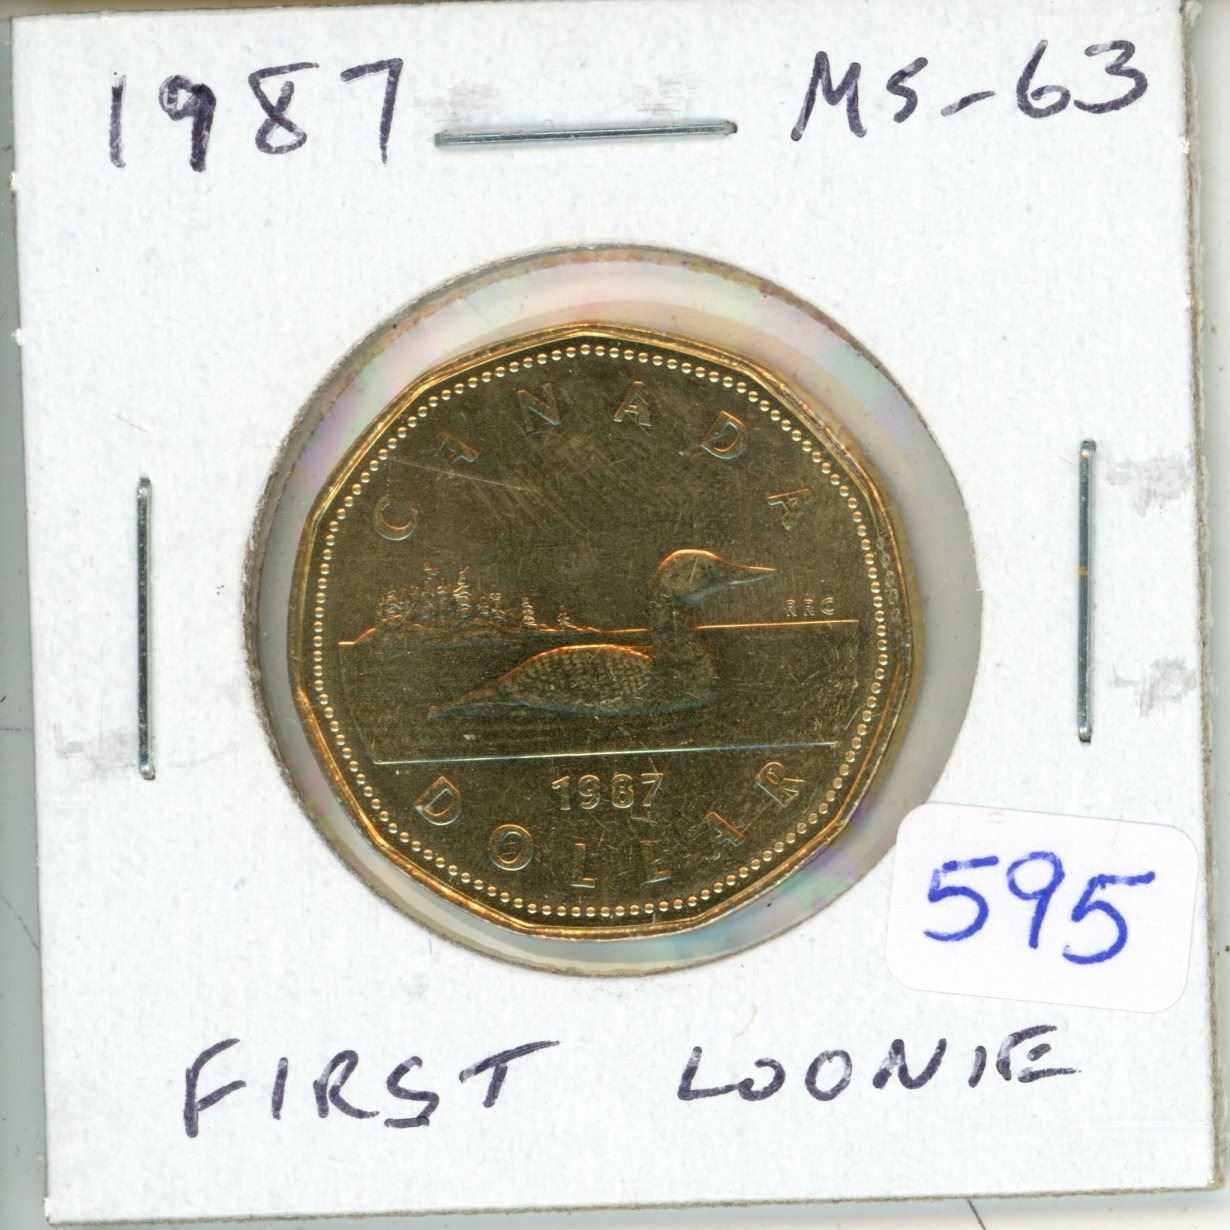 1987 MS-63
CANADA
RRC
1987
DOLLAR
595
FIRST LOONIE